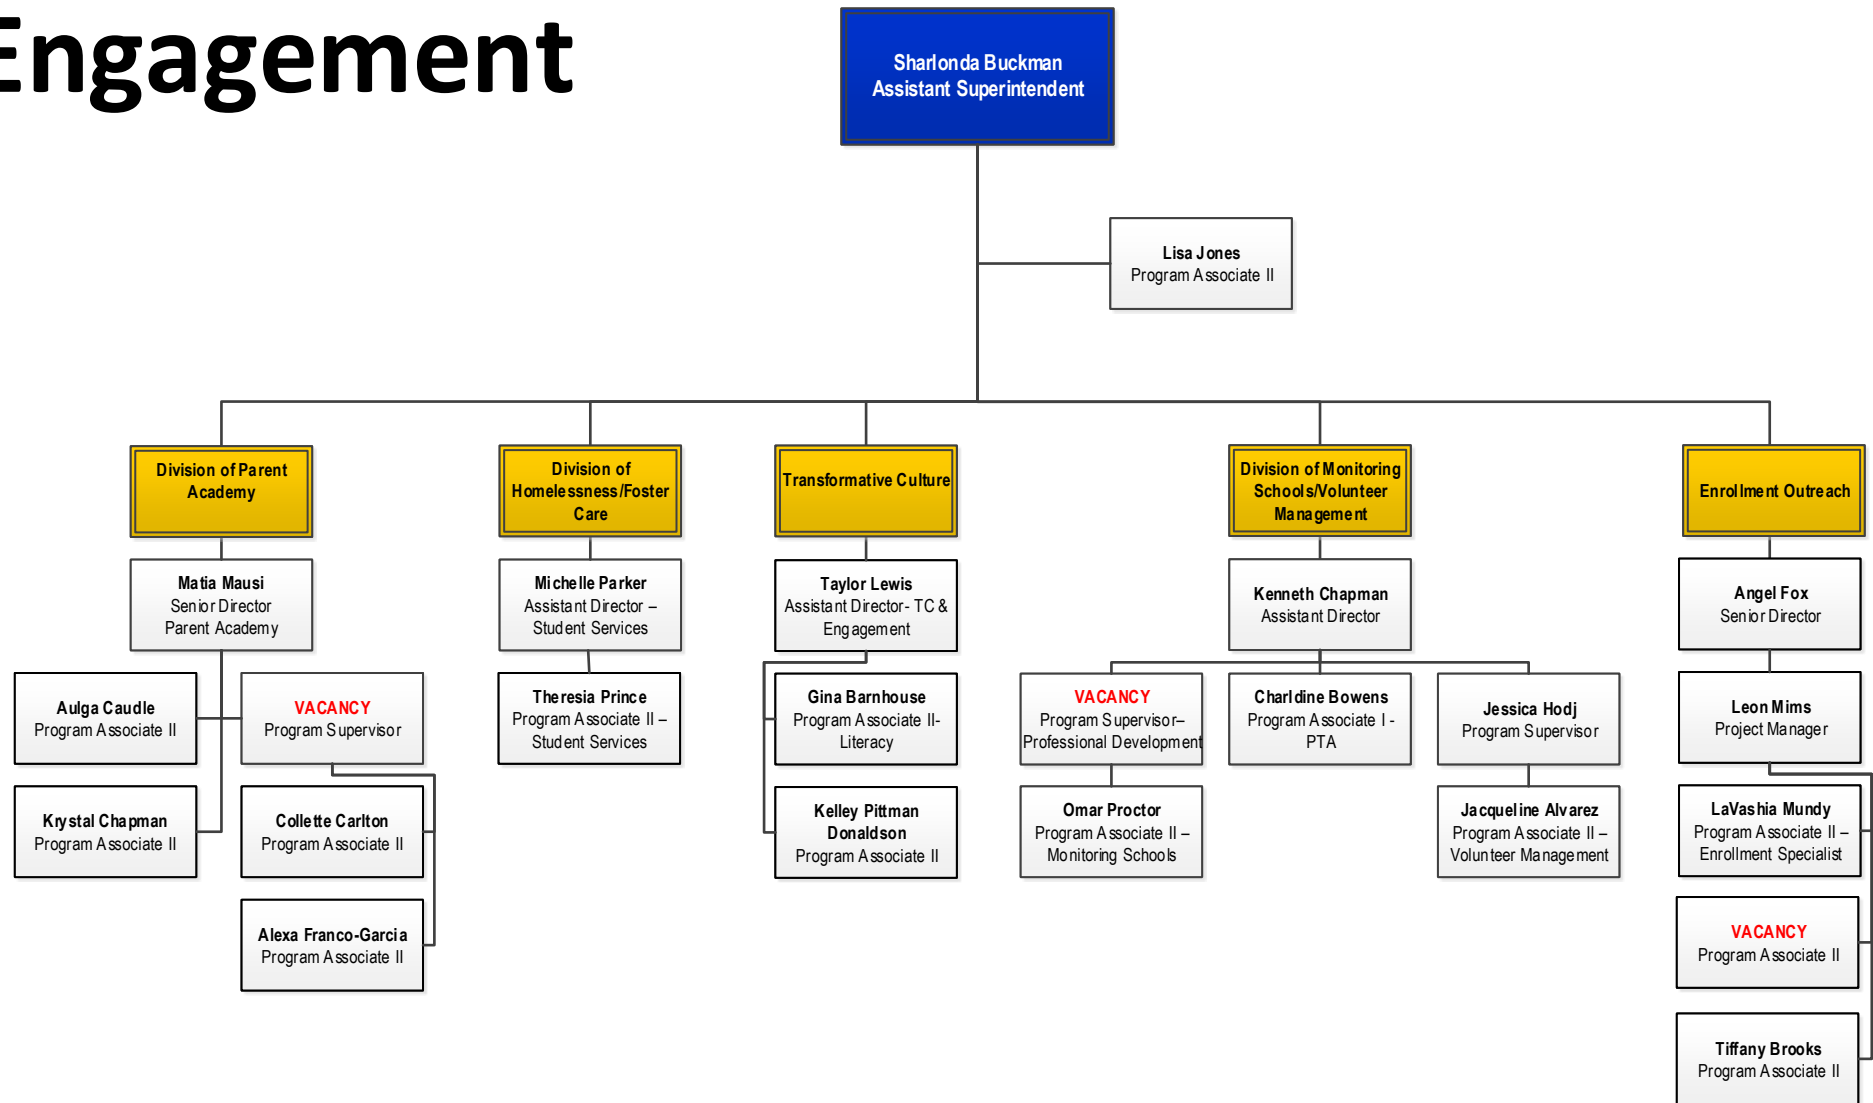 Engagement
Sharlonda Buckman
Assistant Superintendent
Lisa Jones
Program Associate II
Division of Parent
Academy
Matia Mausi
Senior Director
Parent Academy
Aulga Caudle
Program Associate II
VACANCY
Program Supervisor
Krystal Chapman
Program Associate II
Collette Carlton
Program Associate II
Alexa Franco-Garcia
Program Associate II
Division of
Homelessness/Foster
Care
Michelle Parker
Assistant Director –
Student Services
Theresia Prince
Program Associate II –
Student Services
Transformative Culture
Taylor Lewis
Assistant Director- TC &
Engagement
Gina Barnhouse
Program Associate II-
Literacy
Kelley Pittman
Donaldson
Program Associate II
Division of Monitoring
Schools/Volunteer
Management
Kenneth Chapman
Assistant Director
VACANCY
Program Supervisor–
Professional Development
Charldine Bowens
Program Associate I -
PTA
Jessica Hodj
Program Supervisor
Omar Proctor
Program Associate II –
Monitoring Schools
Jacqueline Alvarez
Program Associate II –
Volunteer Management
Enrollment Outreach
Angel Fox
Senior Director
Leon Mims
Project Manager
LaVashia Mundy
Program Associate II –
Enrollment Specialist
VACANCY
Program Associate II
Tiffany Brooks
Program Associate II